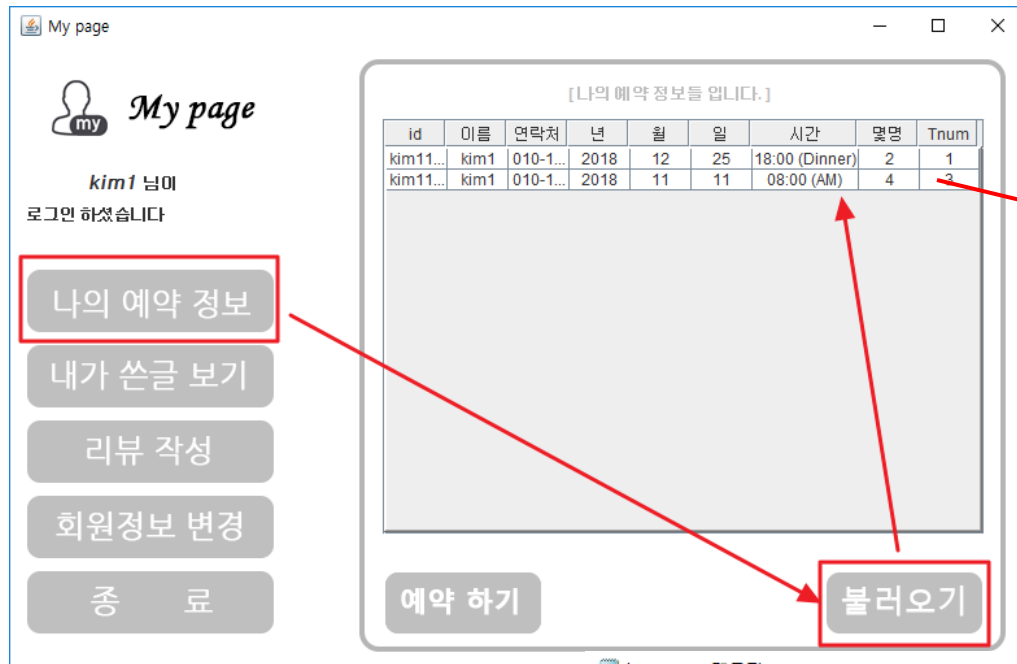 My page
my My page
kim1 님이
로그인 하셨습니다
나의 예약 정보
내가 쓴글 보기
리뷰 작성
회원정보 변경
종 료
[나의 예약 정보들 입니다.]
id 이름 연락처 년 월 일 시간 몇명 Tnum
kim11... kim1 010-1... 2018 12 25 18:00 (Dinner) 2 1
kim11... kim1 010-1... 2018 11 11 08:00 (AM) 4 3
예약 하기
불러오기